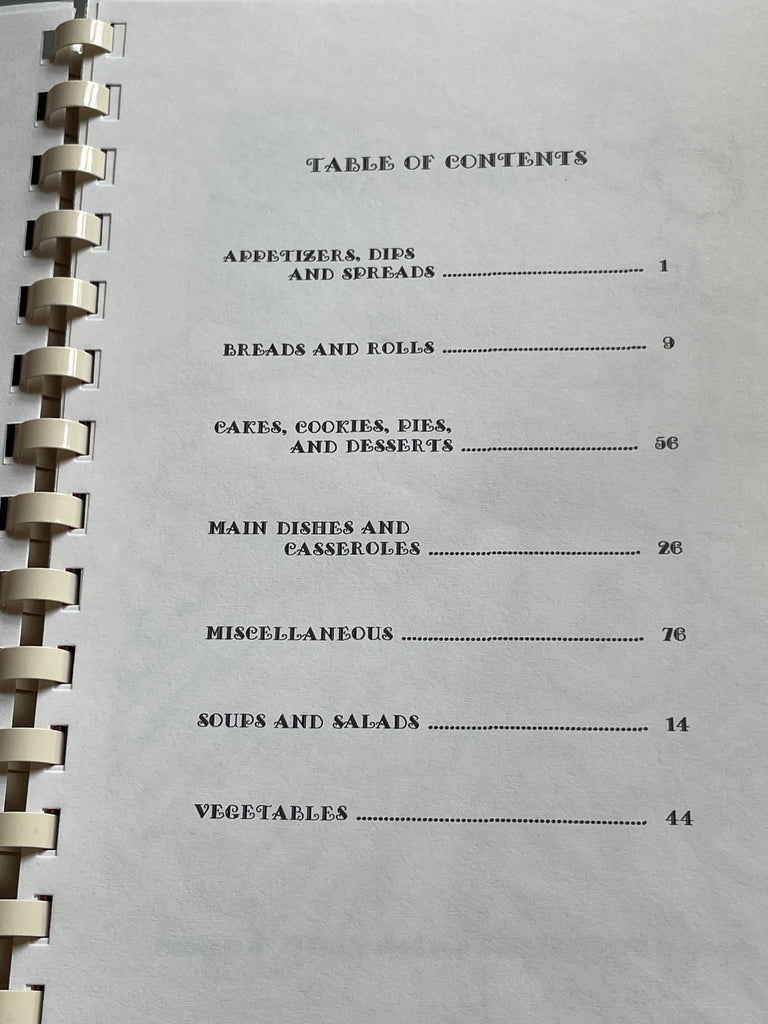 TABLE OF CONTENTS
APPETIZERS, DIPS
AND SPREADS ........................................ 1
BREADS AND ROLLS ........................................ 9
CAKES, COOKIES, PIES,
AND DESSERTS ................................... 56
MAIN DISHES AND
CASSEROLES .......................................... 26
MISCELLANEOUS ................................................ 76
SOUPS AND SALADS ........................................... 14
VEGETABLES ......................................................... 44